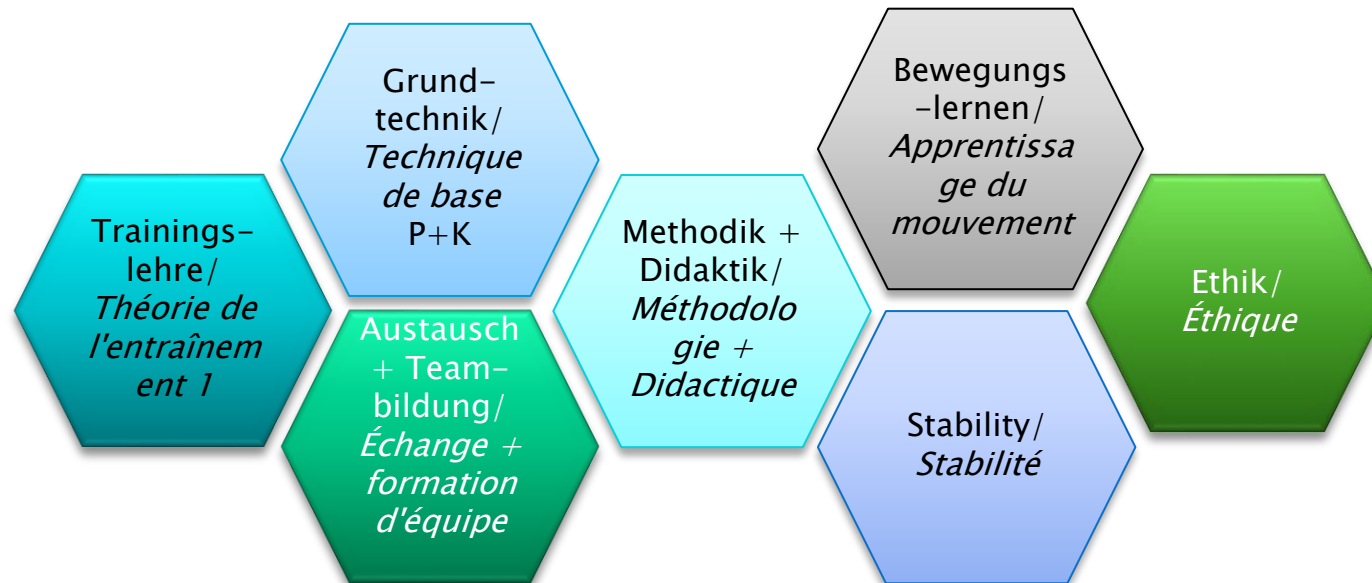 Trainings-
lehre/
Théorie de
l'entraînem
ent 1
Grund-
technik/
Technique
de base
P+K
Austausch
+ Team-
bildung/
Échange +
formation
d'équipe
Methodik +
Didaktik/
Méthodolo
gie +
Didactique
Bewegungs
-lernen/
Apprentissa
ge du
mouvement
Stability/
Stabilité
Ethik/
Éthique